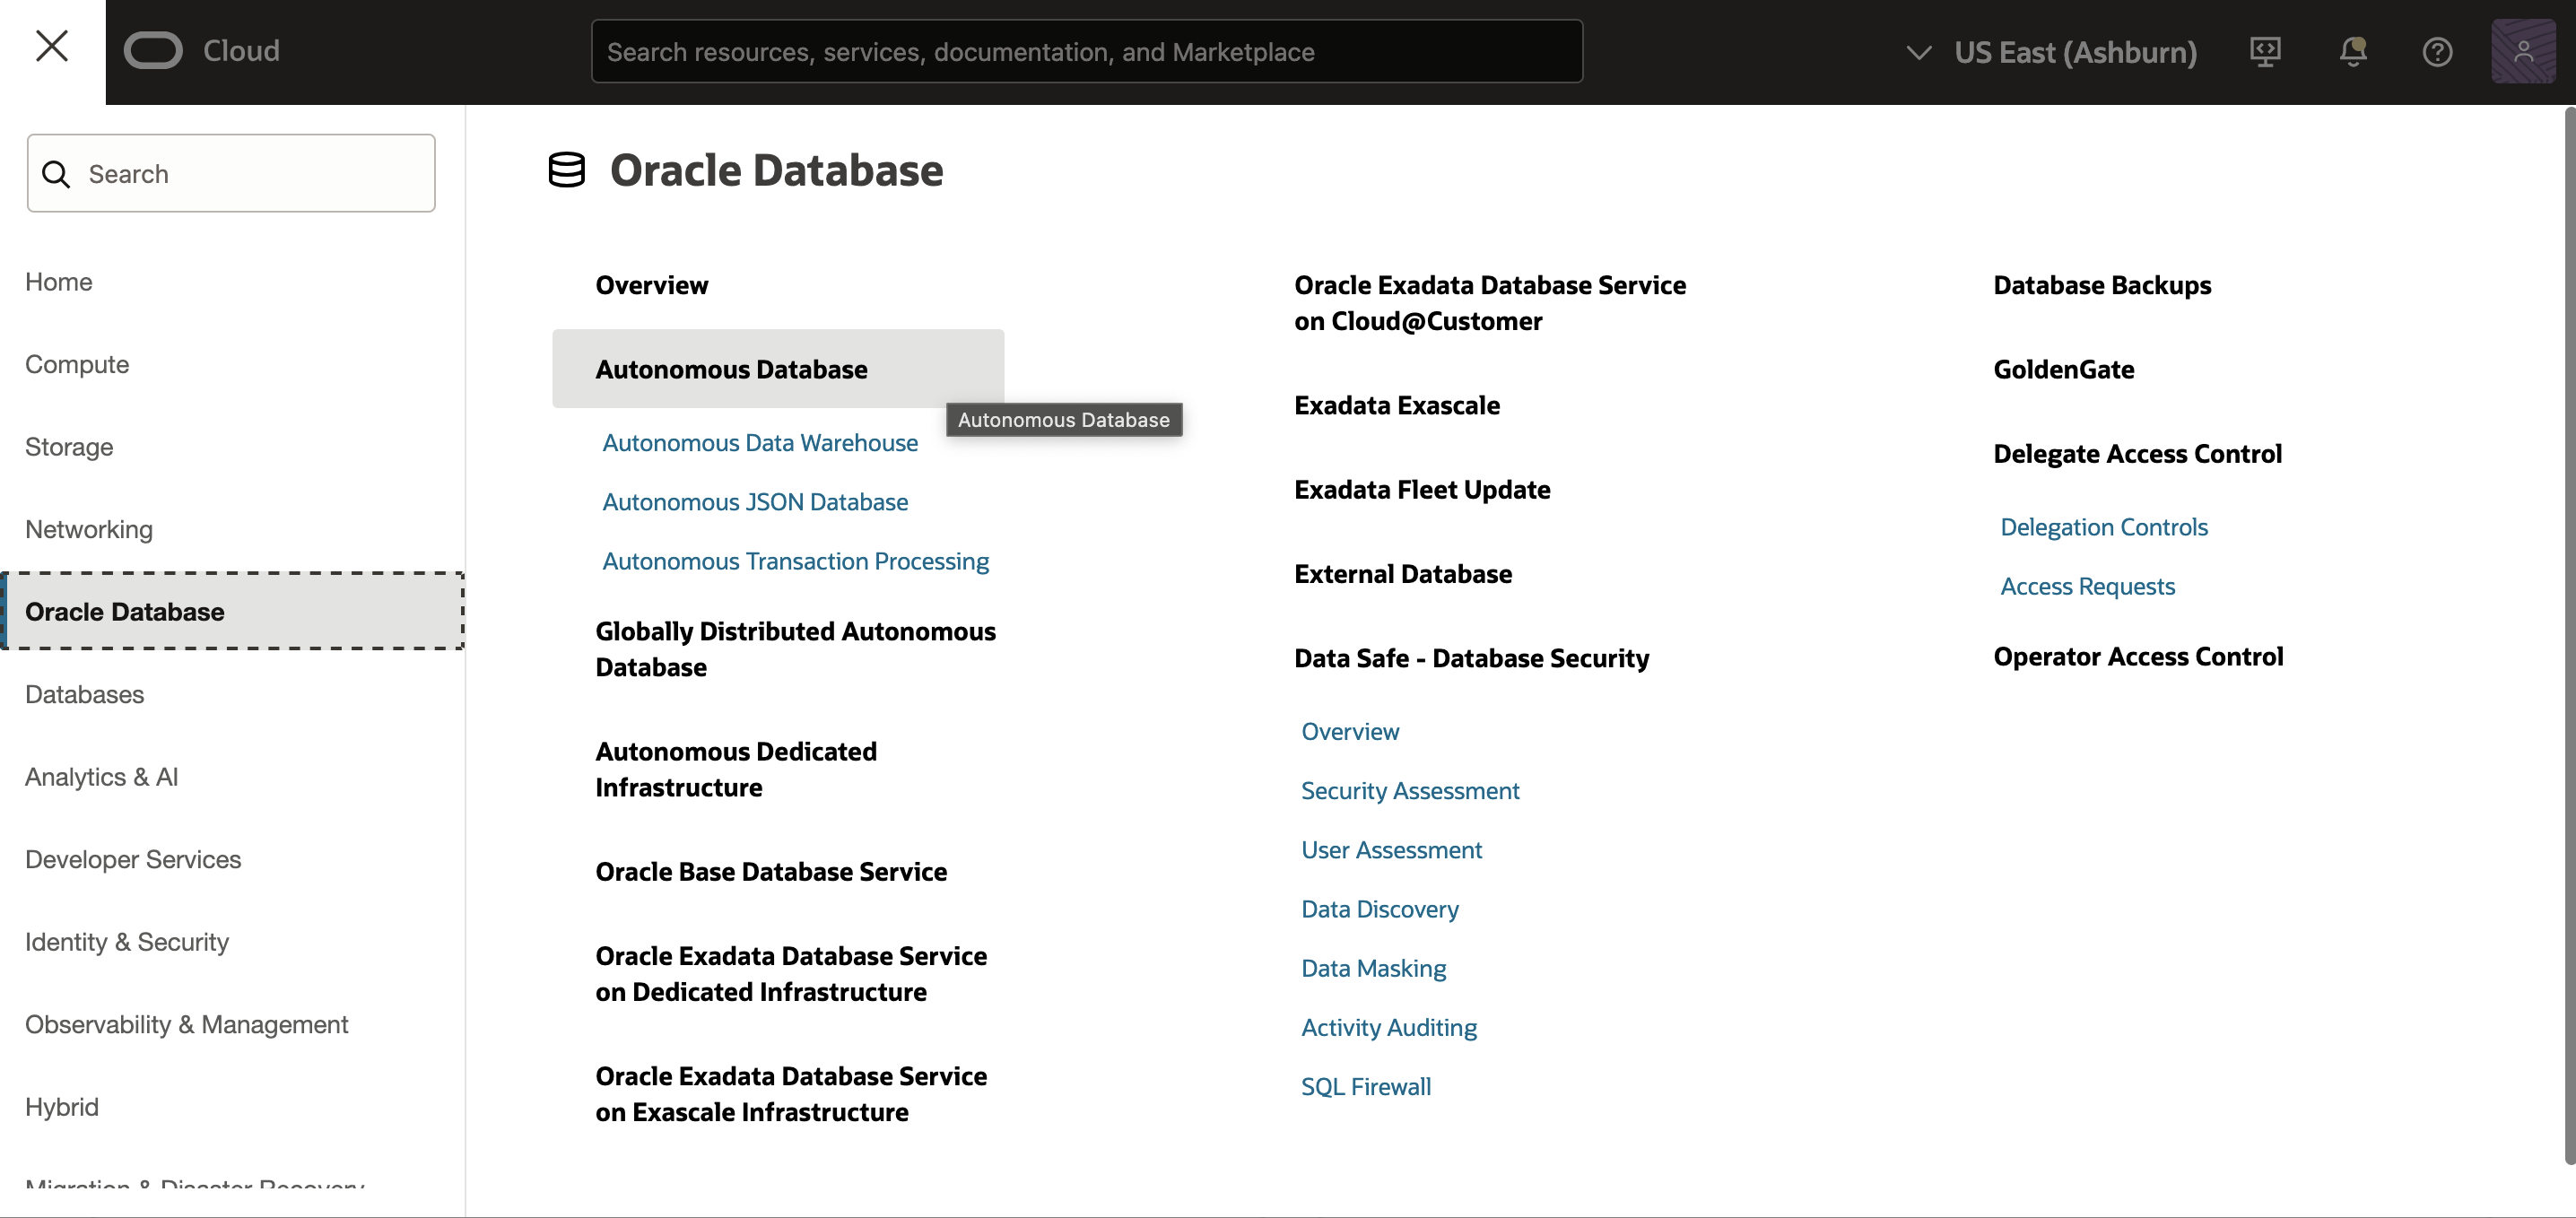 Cloud
Search resources, services, documentation, and Marketplace
US East (Ashburn)
Search
Home
Compute
Storage
Networking
Oracle Database
Databases
Analytics & AI
Developer Services
Identity & Security
Observability & Management
Hybrid
Migration & Disaster Recovery
Oracle Database
Overview
Autonomous Database
Autonomous Database
Autonomous Data Warehouse
Autonomous JSON Database
Autonomous Transaction Processing
Globally Distributed Autonomous
Database
Autonomous Dedicated
Infrastructure
Oracle Base Database Service
Oracle Exadata Database Service
on Dedicated Infrastructure
Oracle Exadata Database Service
on Exascale Infrastructure
Oracle Exadata Database Service
on Cloud@Customer
Exadata Exascale
Exadata Fleet Update
External Database
Data Safe - Database Security
Overview
Security Assessment
User Assessment
Data Discovery
Data Masking
Activity Auditing
SQL Firewall
Database Backups
GoldenGate
Delegate Access Control
Delegation Controls
Access Requests
Operator Access Control